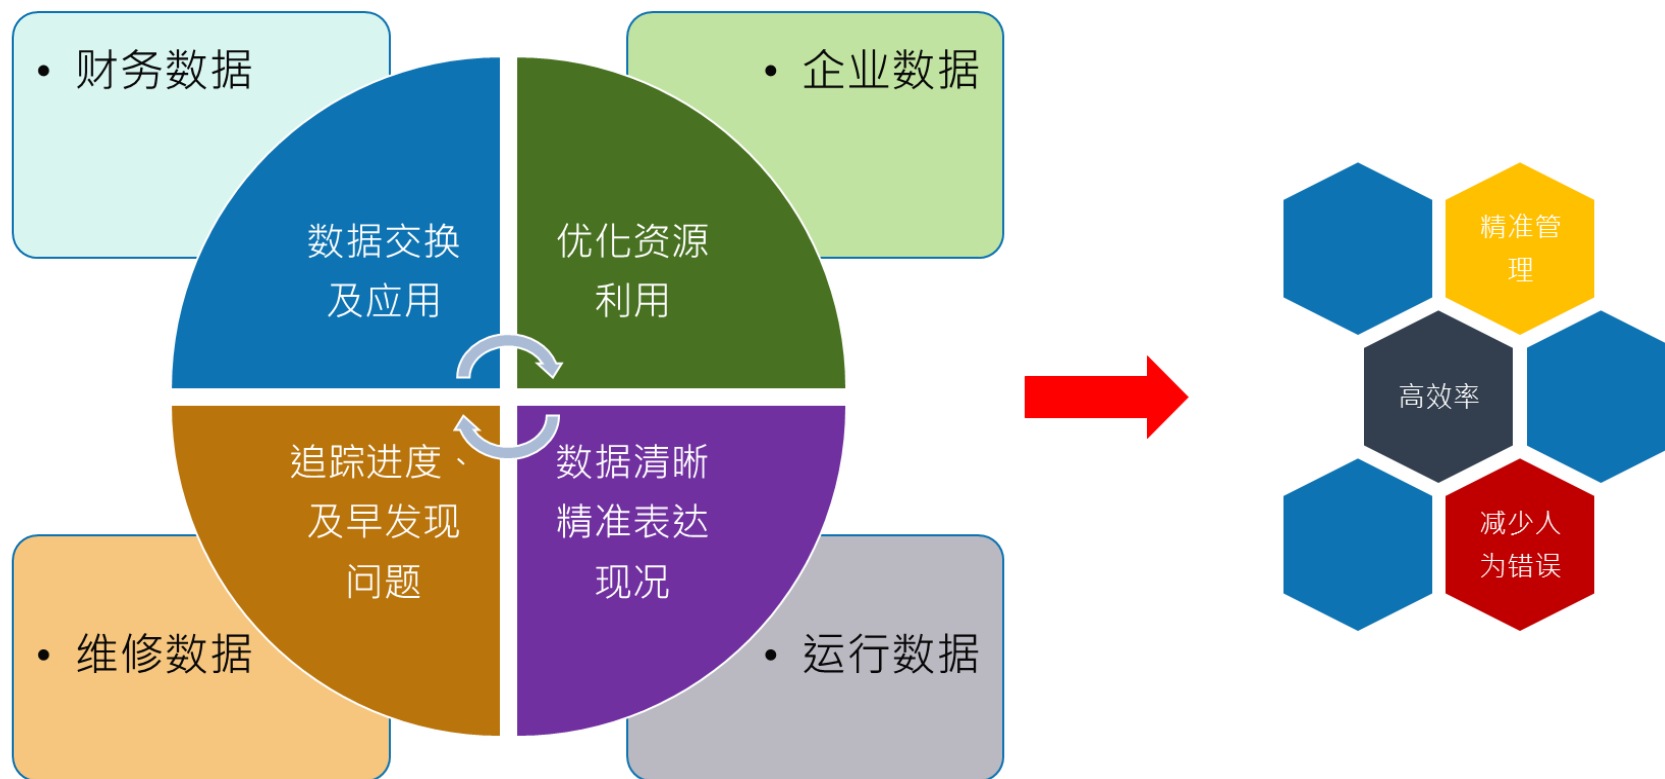 • 财务数据
• 企业数据
数据交换
及应用
优化资源
利用
追踪进度、
及早发现
问题
数据清晰
精准表达
现况
• 维修数据
• 运行数据
精准管
理
高效率
减少人
为错误